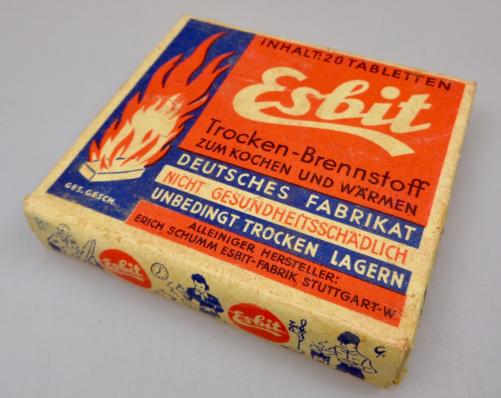 INHALT: 20 TABLETTEN
Esbit
Trocken-Brennstoff
ZUM KOCHEN UND WÄRMEN
DEUTSCHES FABRIKAT
NICHT GESUNDHEITSSCHÄDLICH
UNBEDINGT TROCKEN LAGERN
ALLEINIGER HERSTELLER:
ERICH SCHUMM ESBIT-FABRIK STUTTGART-W
GES. GESCH.
Esbit
Esbit